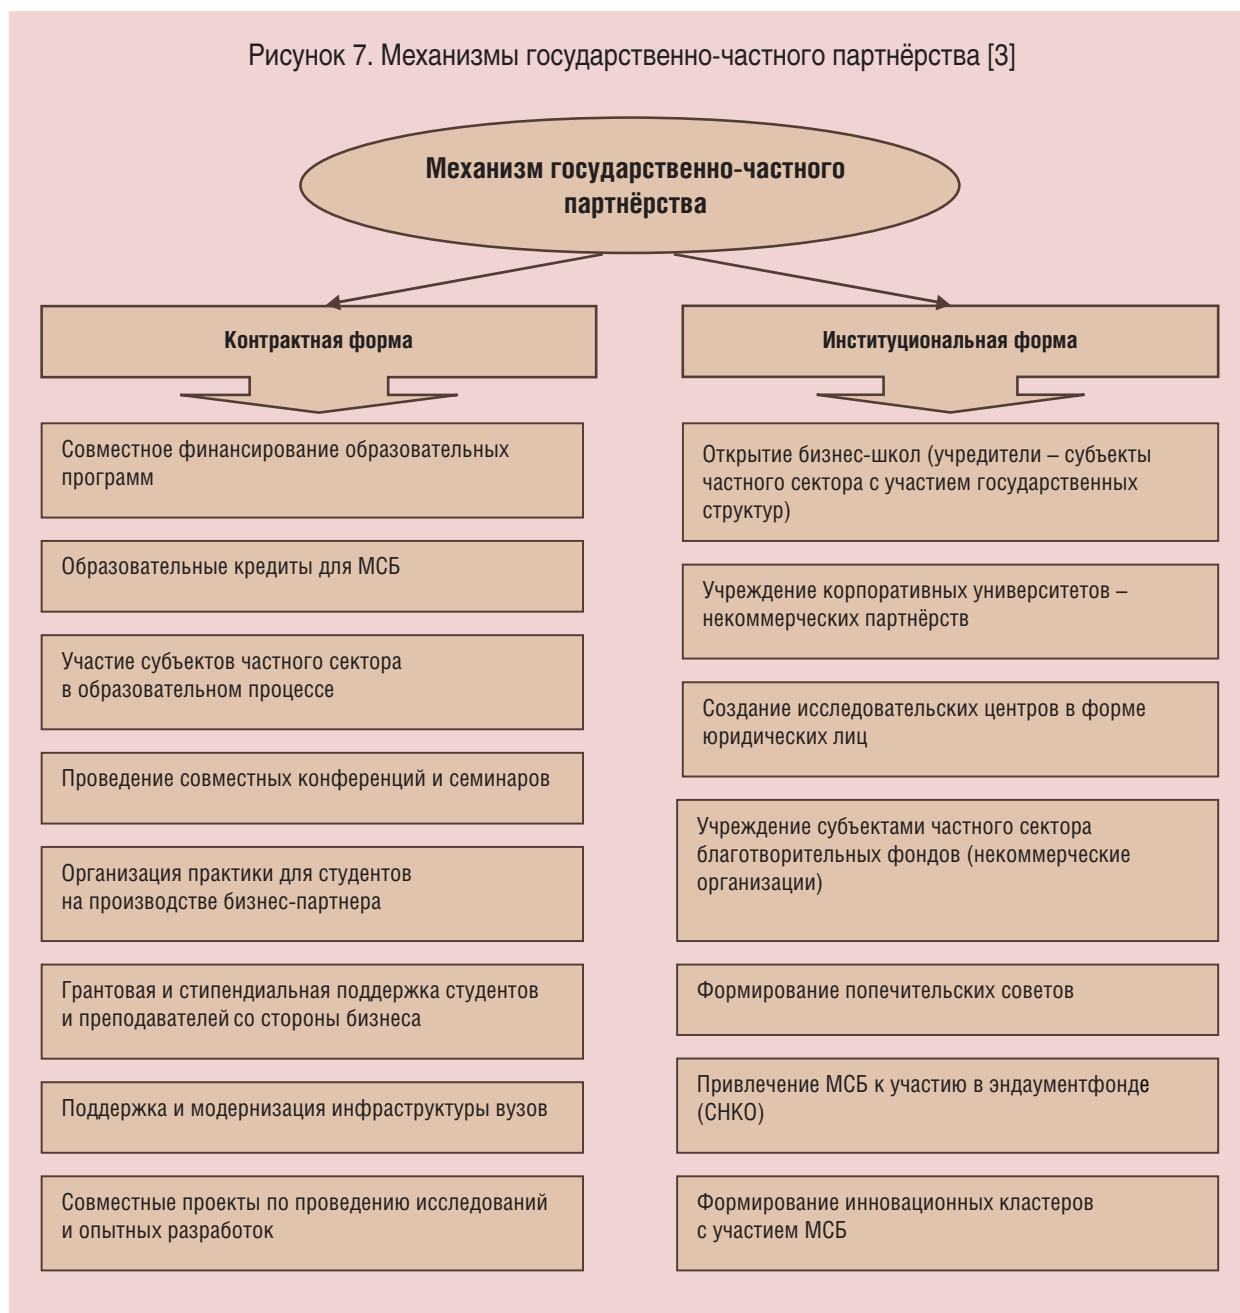 Рисунок 7. Механизмы государственно-частного партнёрства [3]
Механизм государственно-частного
партнёрства
Контрактная форма
Совместное финансирование образовательных
программ
Образовательные кредиты для МСБ
Участие субъектов частного сектора
в образовательном процессе
Проведение совместных конференций и семинаров
Организация практики для студентов
на производстве бизнес-партнера
Грантовая и стипендиальная поддержка студентов
и преподавателей со стороны бизнеса
Поддержка и модернизация инфраструктуры вузов
Совместные проекты по проведению исследований
и опытных разработок
Институциональная форма
Открытие бизнес-школ (учредители – субъекты
частного сектора с участием государственных
структур)
Учреждение корпоративных университетов –
некоммерческих партнёрств
Создание исследовательских центров в форме
юридических лиц
Учреждение субъектами частного сектора
благотворительных фондов (некоммерческие
организации)
Формирование попечительских советов
Привлечение МСБ к участию в эндаументфонде
(СНКО)
Формирование инновационных кластеров
с участием МСБ